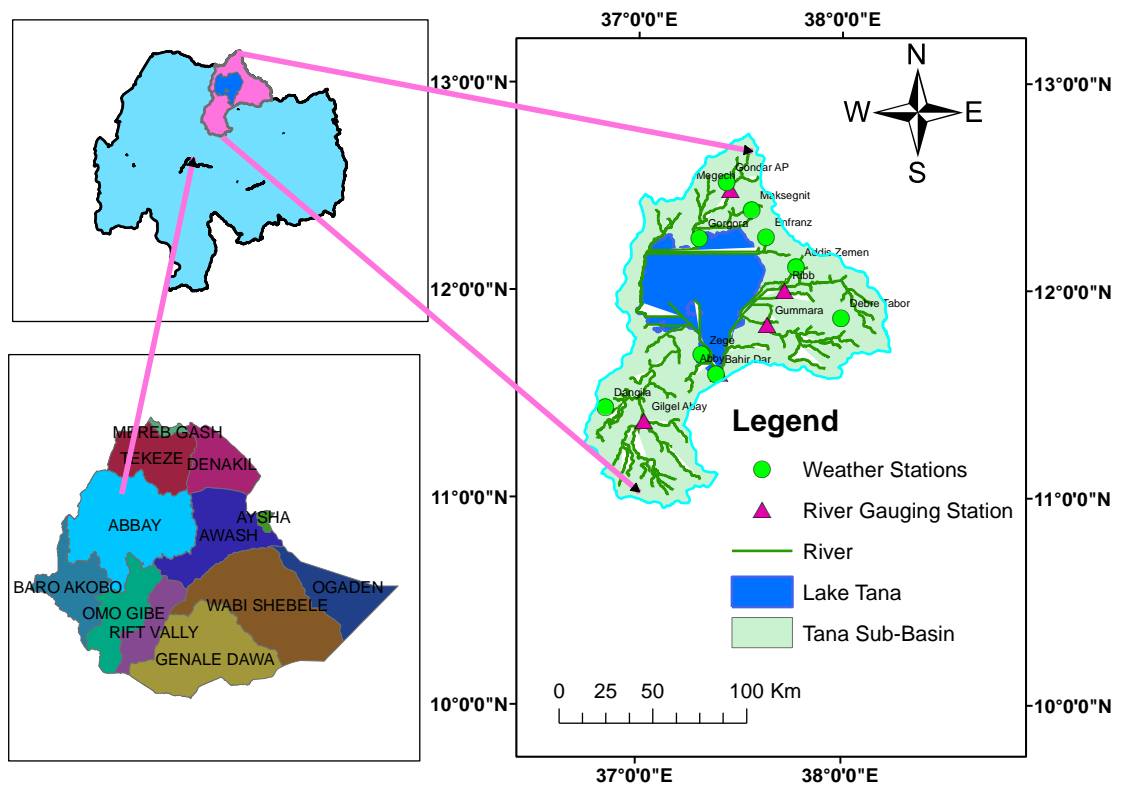 37°0'0"E 38°0'0"E
13°0'0"N 13°0'0"N
N
W E
S
Gondar AP
Megech
Maksegnit
Gorgora Enfranz
Addis Zemen
Ribb
12°0'0"N 12°0'0"N
Debre Tabor
Gummara
Zege
Abby Bahir Dar
Dangila
Gilgel Abay
Legend
Weather Stations
11°0'0"N 11°0'0"N
River Gauging Station
River
Lake Tana
Tana Sub-Basin
0 25 50 100 Km
10°0'0"N 10°0'0"N
37°0'0"E 38°0'0"E
MEREB GASH
TEKEZE
DENAKIL
ABBAY
AYSHA
AWASH
BARO AKOBO
OGADEN
OMO GIBE
WABI SHEBELE
RIFT VALLY
GENALE DAWA